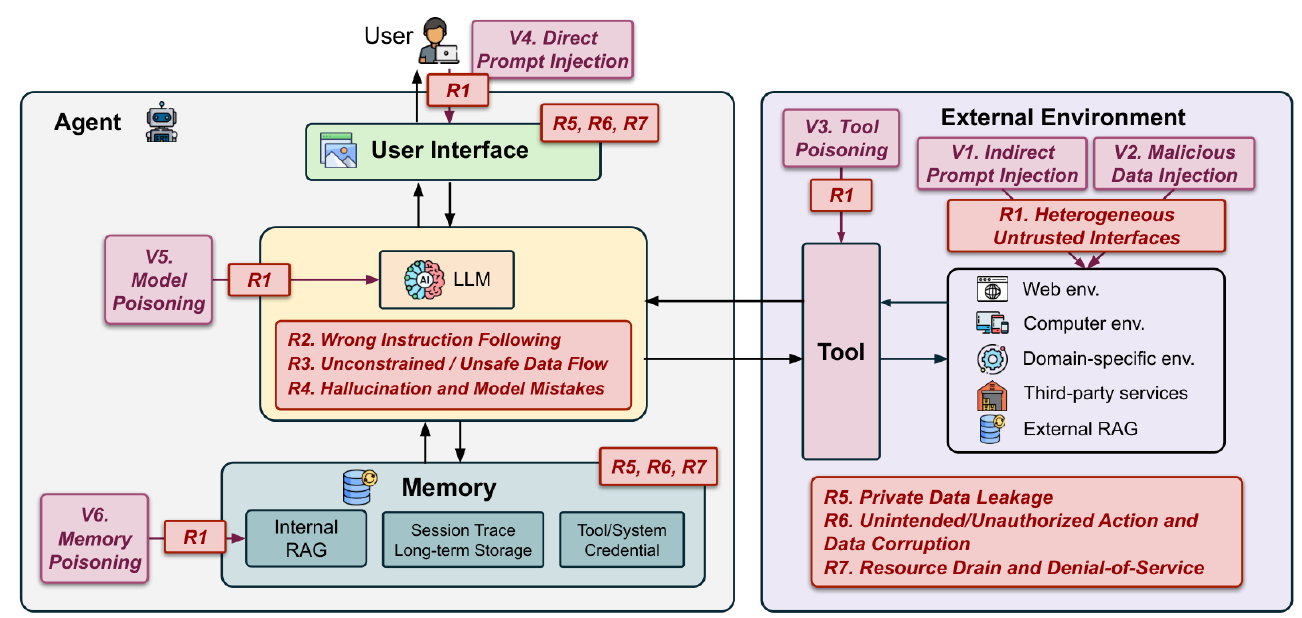 User
V4. Direct
Prompt Injection
R1
Agent
R5, R6, R7
User Interface
V5.
Model
Poisoning
R1
AI
LLM
R2. Wrong Instruction Following
R3. Unconstrained / Unsafe Data Flow
R4. Hallucination and Model Mistakes
R5, R6, R7
Memory
V6.
Memory
Poisoning
R1
Internal
RAG
Session Trace
Long-term Storage
Tool/System
Credential
External Environment
V3. Tool
Poisoning
R1
V1. Indirect
Prompt Injection
V2. Malicious
Data Injection
R1. Heterogeneous
Untrusted Interfaces
Tool
Web env.
Computer env.
Domain-specific env.
Third-party services
External RAG
R5. Private Data Leakage
R6. Unintended/Unauthorized Action and
Data Corruption
R7. Resource Drain and Denial-of-Service